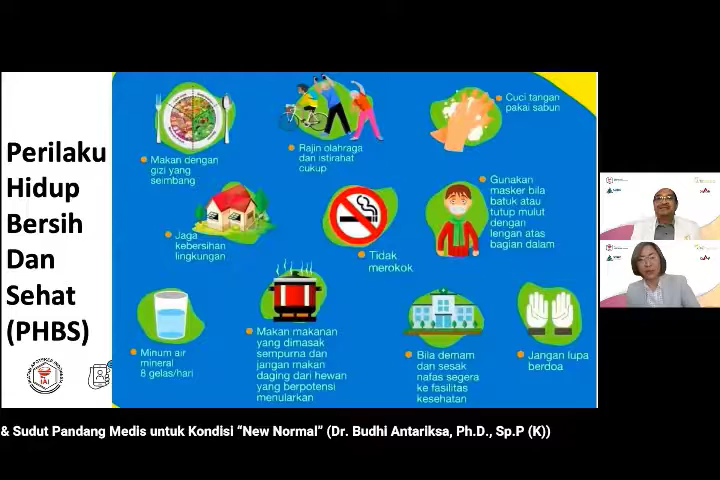 Perilaku
Hidup
Bersih
Dan
Sehat
(PHBS)
Makan dengan
gizi yang
seimbang
Rajin olahraga
dan istirahat
cukup
Cuci tangan
pakai sabun
Jaga
kebersihan
lingkungan
Tidak
merokok
Gunakan
masker bila
batuk atau
tutup mulut
dengan
lengan atas
bagian dalam
Minum air
mineral
8 gelas/hari
Makan makanan
yang dimasak
sempurna dan
jangan makan
daging dari hewan
yang berpotensi
menularkan
Bila demam
dan sesak
nafas segera
ke fasilitas
kesehatan
Jangan lupa
berdoa
IAI
& Sudut Pandang Medis untuk Kondisi “New Normal” (Dr. Budhi Antariksa, Ph.D., Sp.P (K))